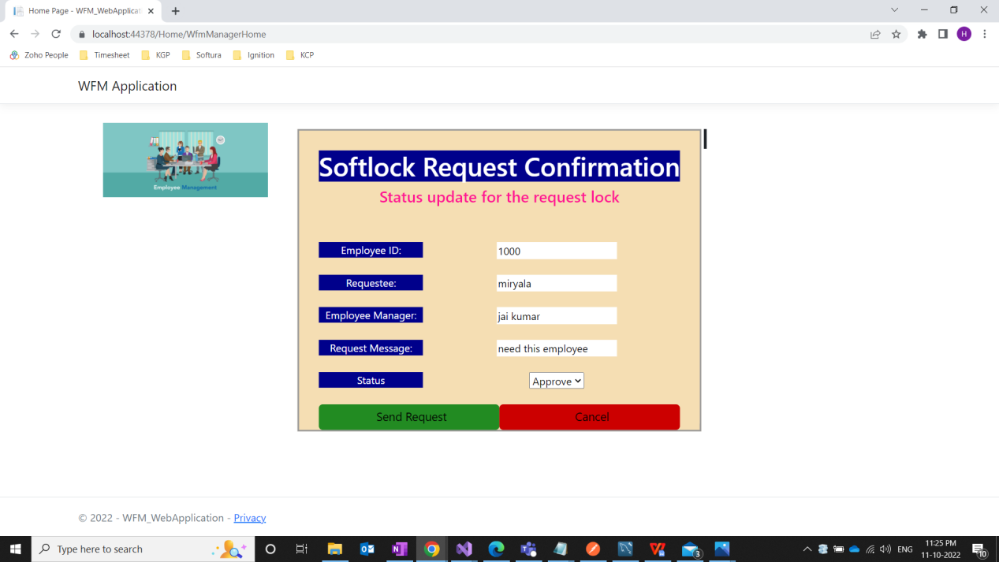 Home Page - WFM_WebApplicat
localhost:44378/Home/WfmManagerHome
H
Zoho People Timesheet KGP Softura Ignition KCP
WFM Application
Employee Management
Softlock Request Confirmation
Status update for the request lock
Employee ID: 1000
Requestee: miryala
Employee Manager: jai kumar
Request Message: need this employee
Status Approve
Send Request Cancel
© 2022 - WFM_WebApplication - Privacy
Type here to search
3
ENG
11:25 PM
11-10-2022
10